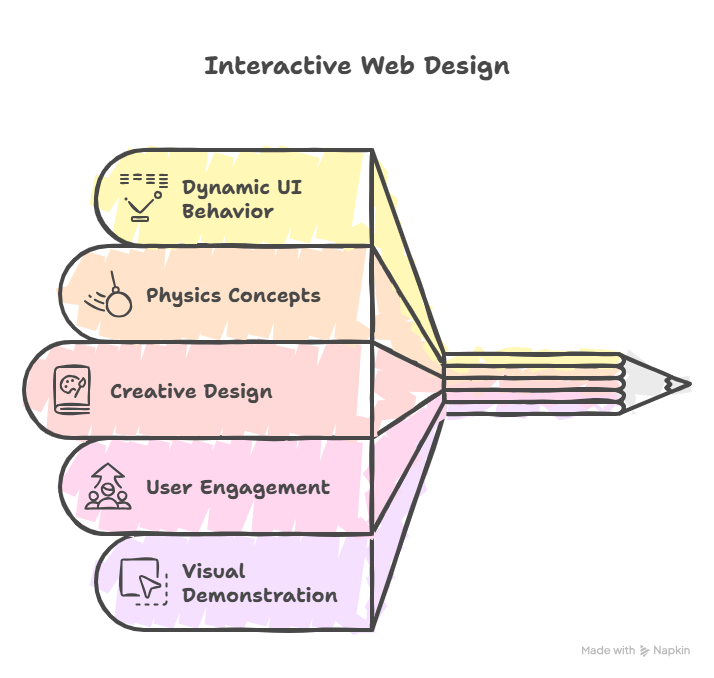 Interactive Web Design
Dynamic UI
Behavior
Physics Concepts
Creative Design
User Engagement
Visual
Demonstration
Made with Napkin